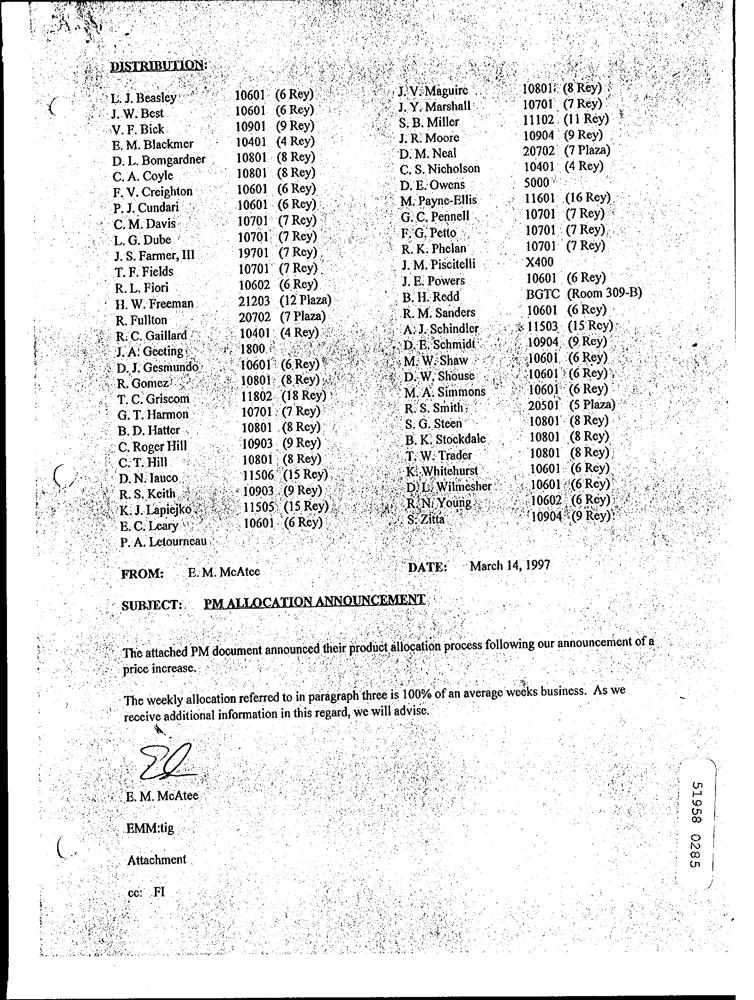 DISTRIBUTION:
L. J. Beasley 10601 (6 Rey)
J. W. Best 10601 (6 Rey)
V. F. Bick 10901 (9 Rey)
E. M. Blackmer 10401 (4 Rey)
D. L. Bomgardner 10801 (8 Rey)
C. A. Coyle 10801 (8 Rey)
F. V. Creighton 10601 (6 Rey)
P. J. Cundari 10601 (6 Rey)
C. M. Davis 10701 (7 Rey)
L. G. Dube 10701 (7 Rey)
J. S. Farmer, III 19701 (7 Rey)
T. F. Fields 10701 (7 Rey)
R. L. Fiori 10602 (6 Rey)
H. W. Freeman 21203 (12 Plaza)
R. Fullton 20702 (7 Plaza)
R. C. Gaillard 10401 (4 Rey)
J. A. Geeting 1800
D. J. Gesmundo 10601 (6 Rey)
R. Gomez 10801 (8 Rey)
T. C. Griscom 11802 (18 Rey)
G. T. Harmon 10701 (7 Rey)
B. D. Hatter 10801 (8 Rey)
C. Roger Hill 10903 (9 Rey)
C. T. Hill 10801 (8 Rey)
D. N. Iauco 11506 (15 Rey)
R. S. Keith 10903 (9 Rey)
K. J. Lapiejko 11505 (15 Rey)
E. C. Leary 10601 (6 Rey)
P. A. Letourneau
J. V. Maguire 10801 (8 Rey)
J. Y. Marshall 10701 (7 Rey)
S. B. Miller 11102 (11 Rey)
J. R. Moore 10904 (9 Rey)
D. M. Neal 20702 (7 Plaza)
C. S. Nicholson 10401 (4 Rey)
D. E. Owens 5000
M. Payne-Ellis 11601 (16 Rey)
G. C. Pennell 10701 (7 Rey)
F. G. Petto 10701 (7 Rey)
R. K. Phelan 10701 (7 Rey)
J. M. Piscitelli X400
J. E. Powers 10601 (6 Rey)
B. H. Redd BGTC (Room 309-B)
R. M. Sanders 10601 (6 Rey)
A. J. Schindler 11503 (15 Rey)
D. E. Schmidt 10904 (9 Rey)
M. W. Shaw 10601 (6 Rey)
D. W. Shouse 10601 (6 Rey)
M. A. Simmons 10601 (6 Rey)
R. S. Smith 20501 (5 Plaza)
S. G. Steen 10801 (8 Rey)
B. K. Stockdale 10801 (8 Rey)
T. W. Trader 10801 (8 Rey)
K. Whitehurst 10601 (6 Rey)
D. L. Wilmesher 10601 (6 Rey)
R. N. Young 10602 (6 Rey)
S. Zitta 10904 (9 Rey)
FROM: E. M. McAtee DATE: March 14, 1997
SUBJECT: PM ALLOCATION ANNOUNCEMENT
The attached PM document announced their product allocation process following our announcement of a
price increase.
The weekly allocation referred to in paragraph three is 100% of an average weeks business. As we
receive additional information in this regard, we will advise.
E. M. McAtee
EMM:tig
Attachment
cc: FI
51958 0285